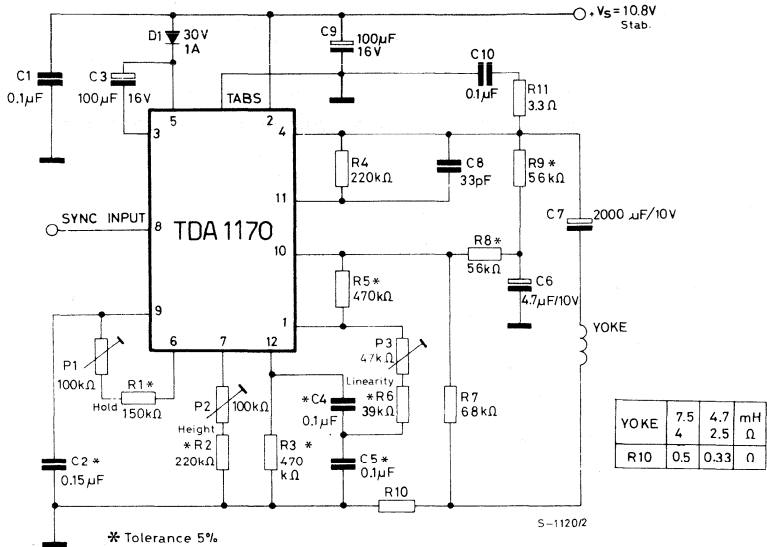 + VS = 10.8V
Stab.
D1
30V
1A
C9
100µF
16V
C10
0.1µF
C1
0.1µF
C3
100µF 16V
R11
3.3 Ω
TABS
5
2
3
4
R4
220kΩ
C8
33pF
R9 *
56 kΩ
C7
2000 µF/10V
11
SYNC INPUT
8
TDA 1170
10
R8 *
56kΩ
R5 *
470kΩ
C6
4.7µF/10V
9
1
YOKE
6
7
12
P1
100kΩ
P3
47kΩ
Linearity
R1 *
150kΩ
Hold
P2
100kΩ
Height
* C4
0.1µF
* R6
39kΩ
R7
68kΩ
* R2
220kΩ
R3 *
470
kΩ
C5 *
0.1µF
C2 *
0.15µF
R10
YOKE 7.5 4.7 mH
4 2.5 Ω
R10 0.5 0.33 Ω
S-1120/2
* Tolerance 5%